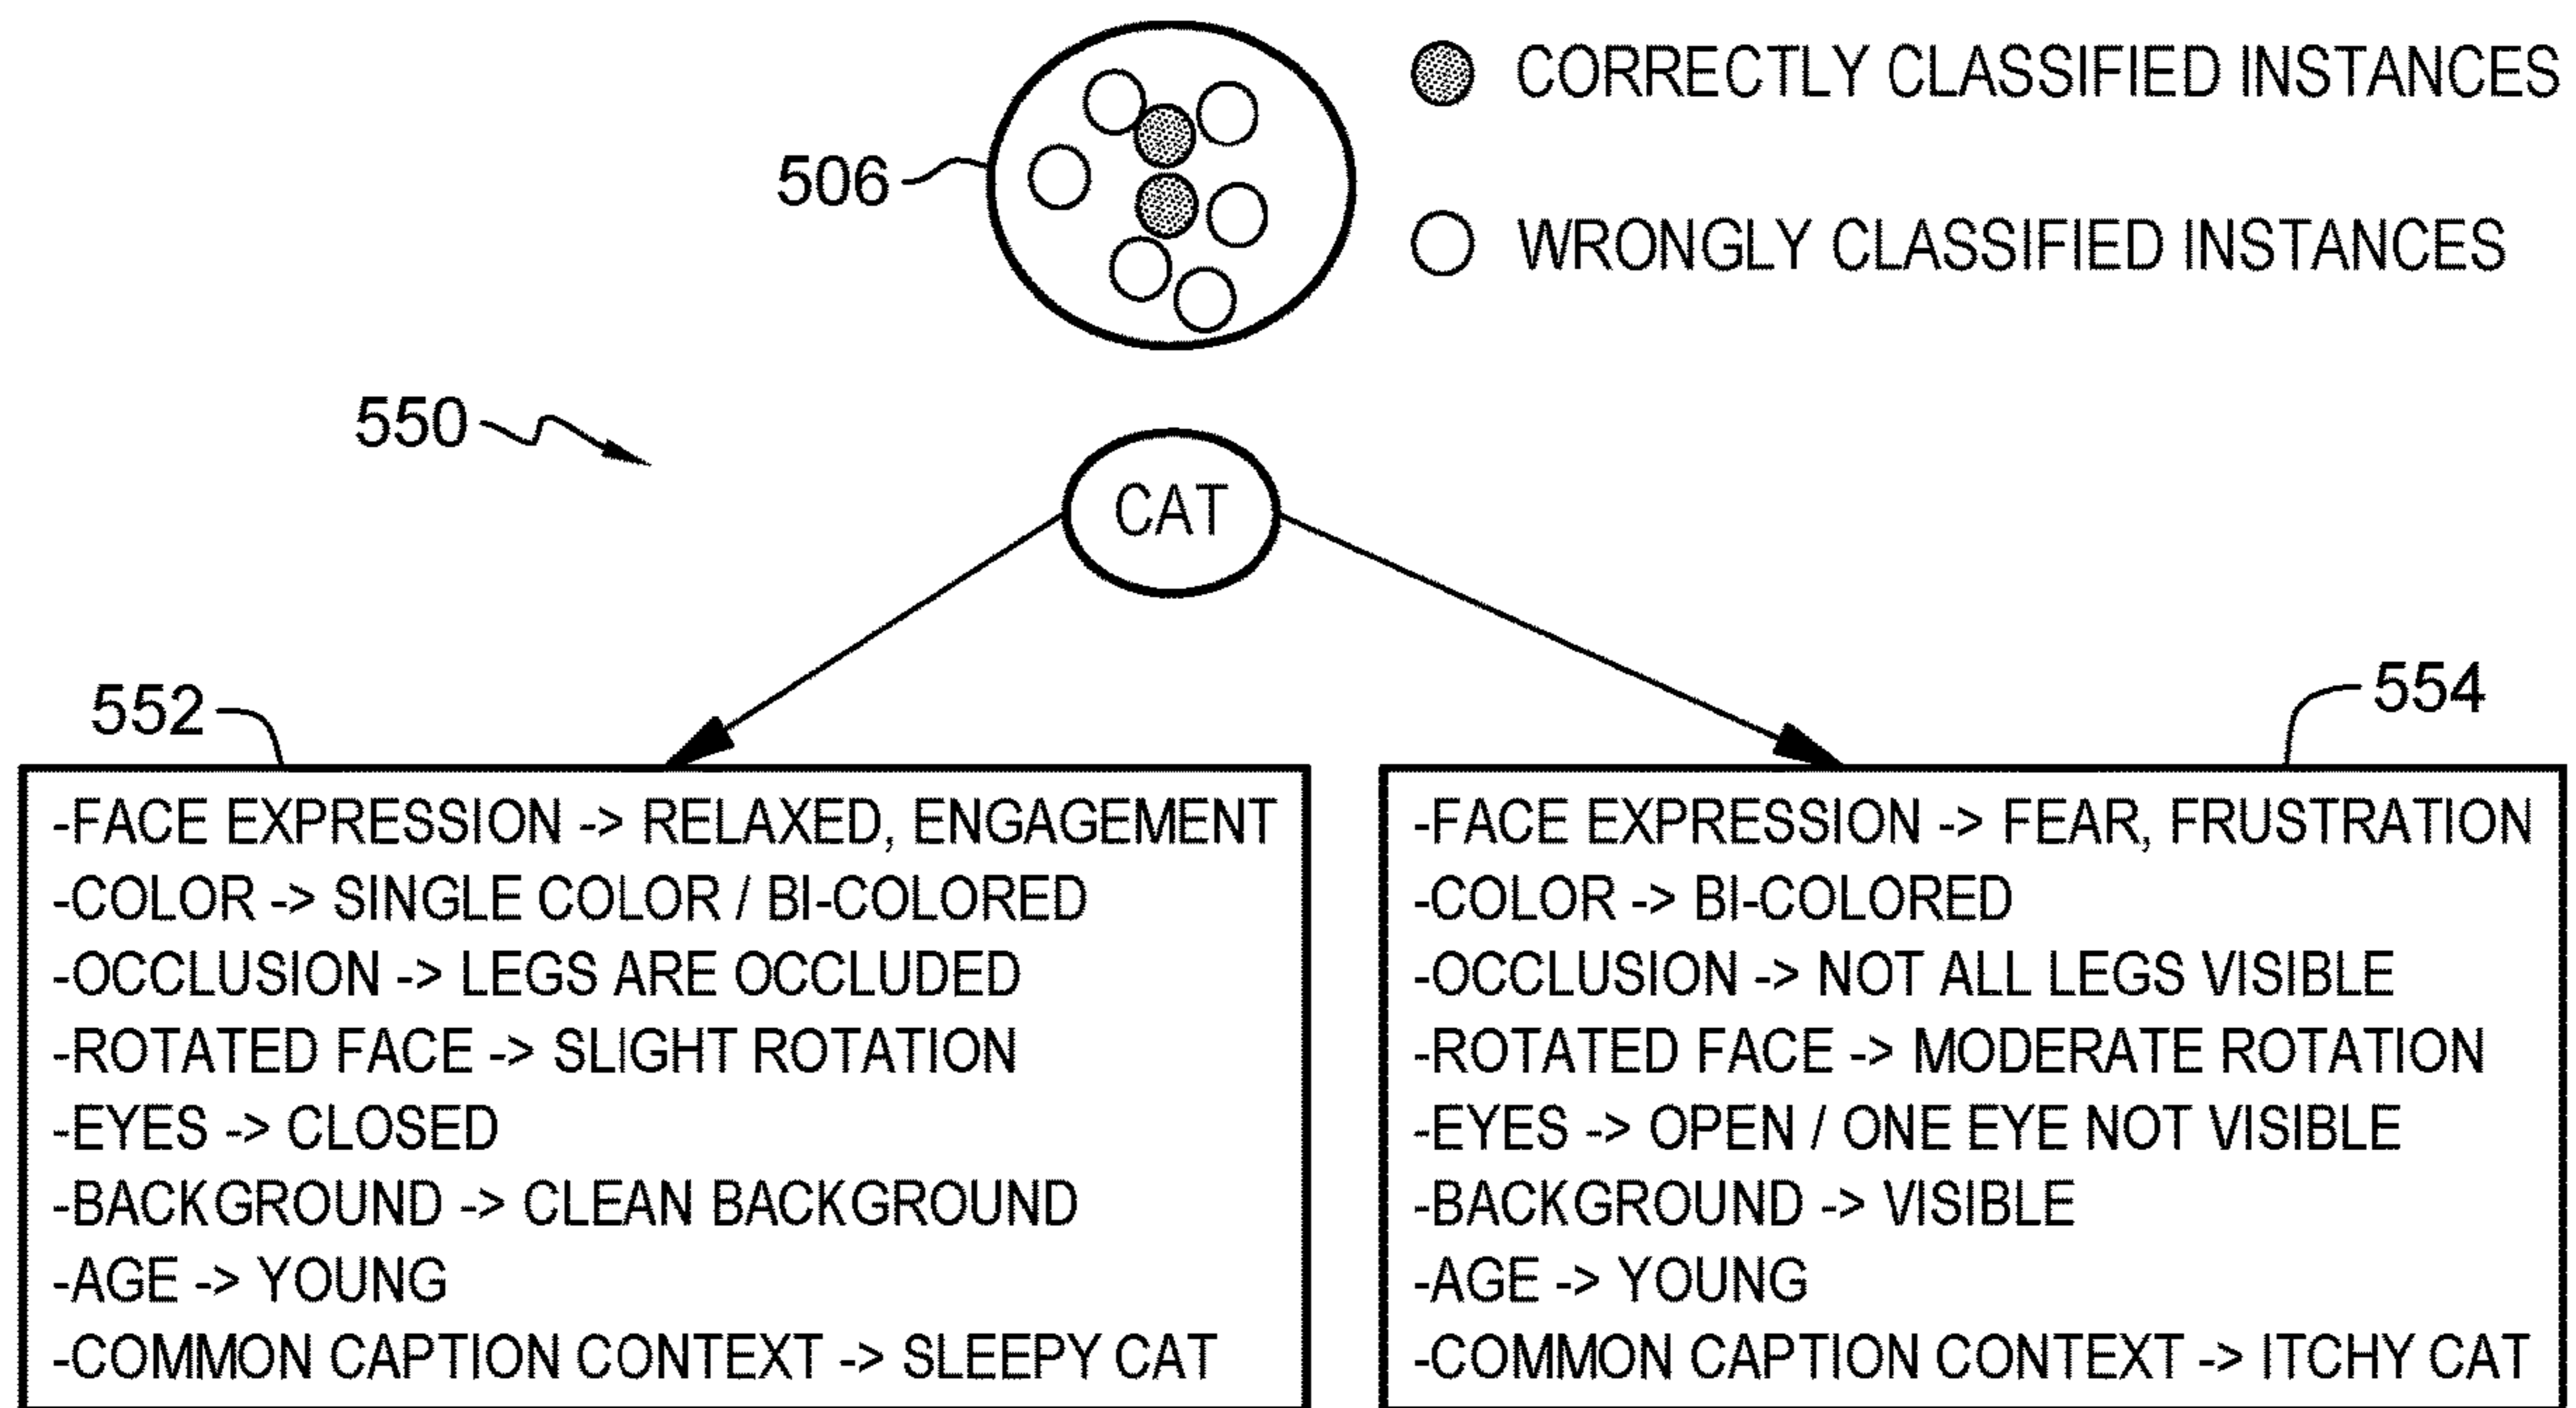 CORRECTLY CLASSIFIED INSTANCES
506
WRONGLY CLASSIFIED INSTANCES
550
CAT
552
554
-FACE EXPRESSION -> RELAXED, ENGAGEMENT
-COLOR -> SINGLE COLOR / BI-COLORED
-OCCLUSION -> LEGS ARE OCCLUDED
-ROTATED FACE -> SLIGHT ROTATION
-EYES -> CLOSED
-BACKGROUND -> CLEAN BACKGROUND
-AGE -> YOUNG
-COMMON CAPTION CONTEXT -> SLEEPY CAT
-FACE EXPRESSION -> FEAR, FRUSTRATION
-COLOR -> BI-COLORED
-OCCLUSION -> NOT ALL LEGS VISIBLE
-ROTATED FACE -> MODERATE ROTATION
-EYES -> OPEN / ONE EYE NOT VISIBLE
-BACKGROUND -> VISIBLE
-AGE -> YOUNG
-COMMON CAPTION CONTEXT -> ITCHY CAT